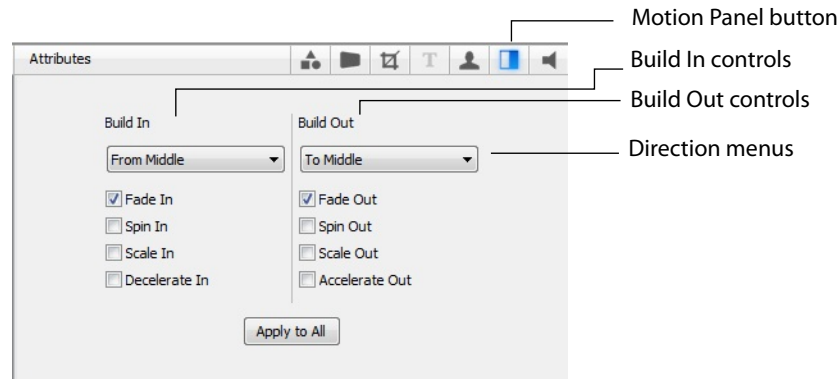 Motion Panel button
Attributes
T
Build In controls
Build Out controls
Build In
Build Out
Direction menus
From Middle
To Middle
Fade In
Fade Out
Spin In
Spin Out
Scale In
Scale Out
Decelerate In
Accelerate Out
Apply to All